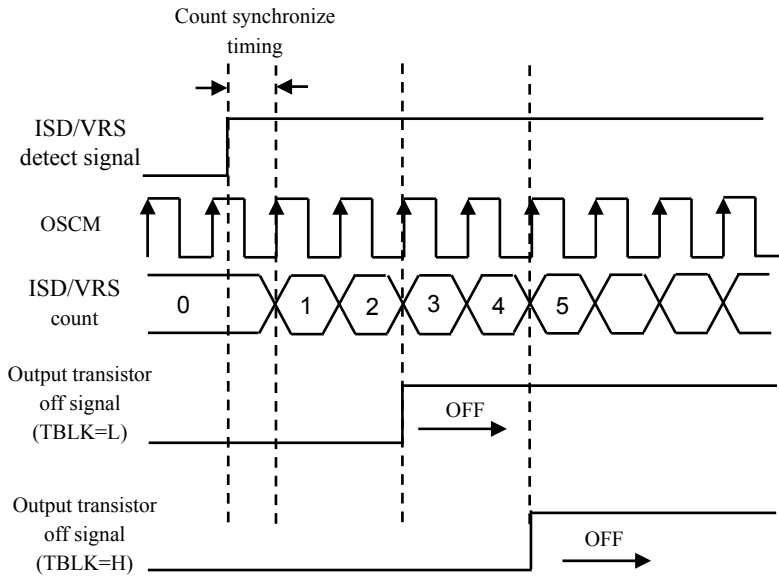 Count synchronize
timing
ISD/VRS
detect signal
OSCM
ISD/VRS
count
0 1 2 3 4 5
Output transistor
off signal
(TBLK=L)
OFF
Output transistor
off signal
(TBLK=H)
OFF